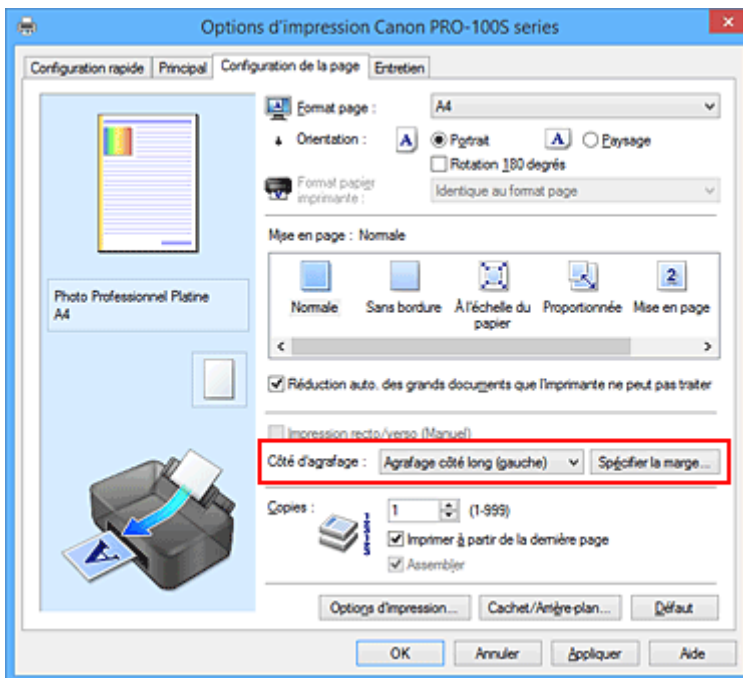 Options d'impression Canon PRO-100S series
Configuration rapide Principal Configuration de la page Entretien
Format page : A4
Orientation : A Portrait A Paysage
Rotation 180 degrés
Format papier imprimante : Identique au format page
Mise en page : Normale
Normale Sans bordure À l'échelle du papier Proportionnée Mise en page
2
Photo Professionnel Platine
A4
Réduction auto. des grands documents que l'imprimante ne peut pas traiter
Impression recto/verso (Manuel)
Côté d'agrafage : Agrafage côté long (gauche) Spécifier la marge...
Copies : 1 (1-999)
Imprimer à partir de la dernière page
Assembler
A
Options d'impression... Cachet/Arrière-plan... Défaut
OK Annuler Appliquer Aide